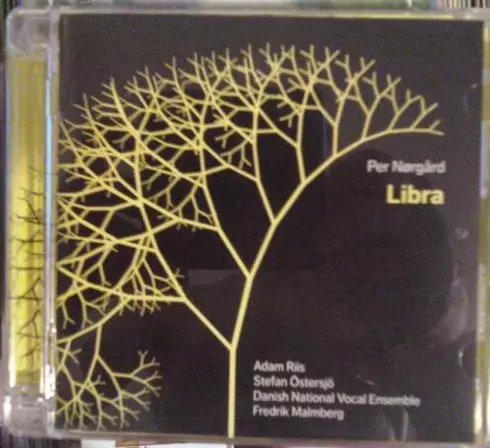 Per Nørgård
Libra
Adam Riis
Stefan Östersjö
Danish National Vocal Ensemble
Fredrik Malmberg